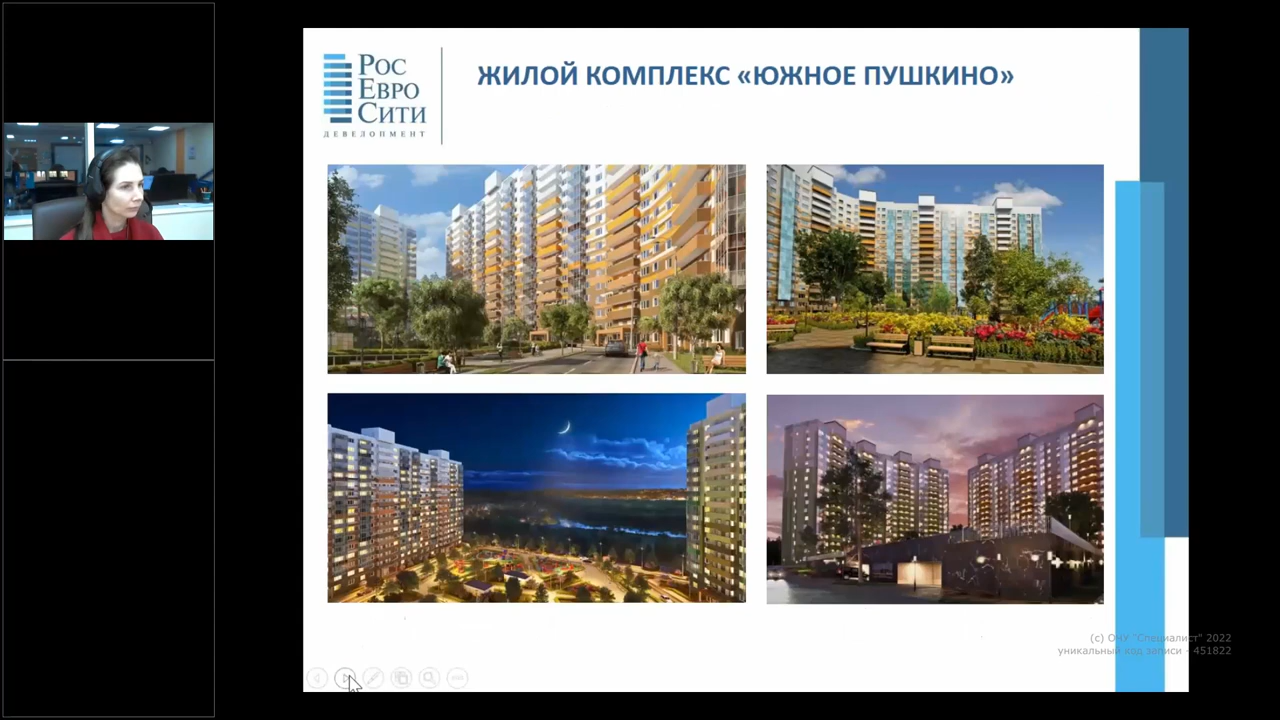 РОС
ЕВРО
СИТИ
ДЕВЕЛОПМЕНТ
ЖИЛОЙ КОМПЛЕКС «ЮЖНОЕ ПУШКИНО»
(с) ОЧУ "Специалист" 2022
уникальный код записи - 451822